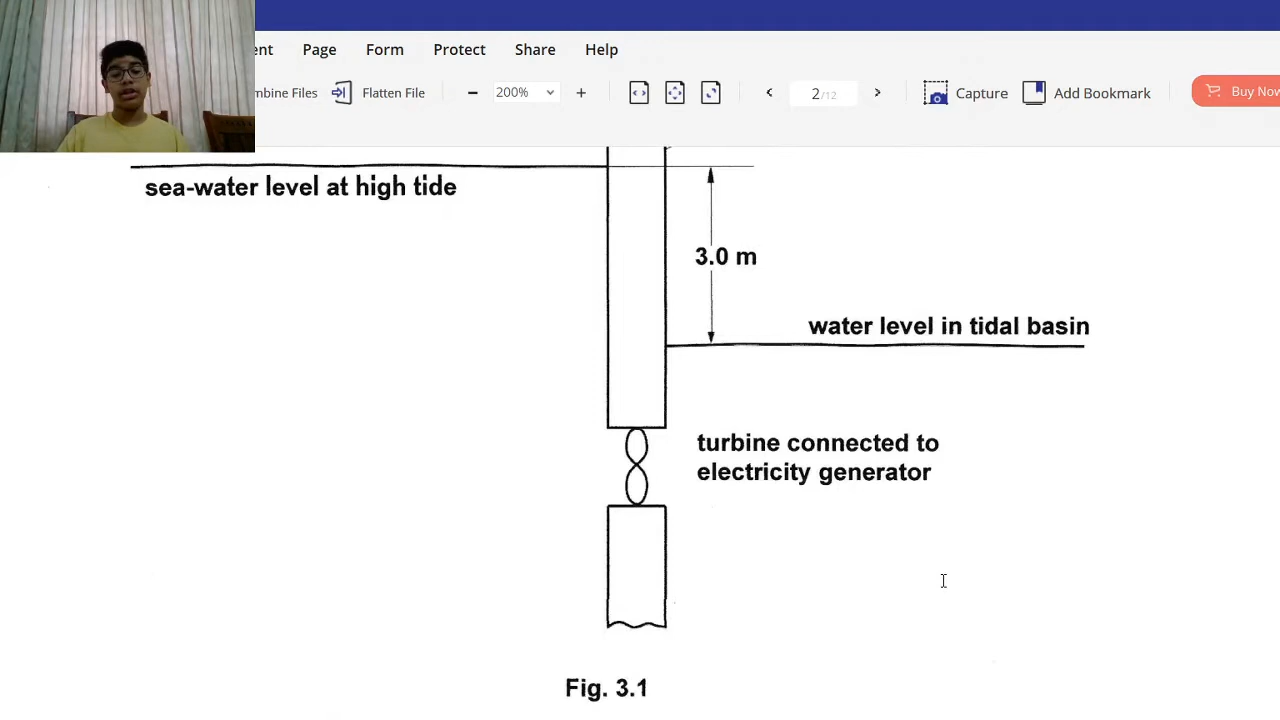 ent Page Form Protect Share Help
mbine Files Flatten File 200% 2/12 Capture Add Bookmark Buy Now
sea-water level at high tide
3.0 m
water level in tidal basin
turbine connected to
electricity generator
Fig. 3.1